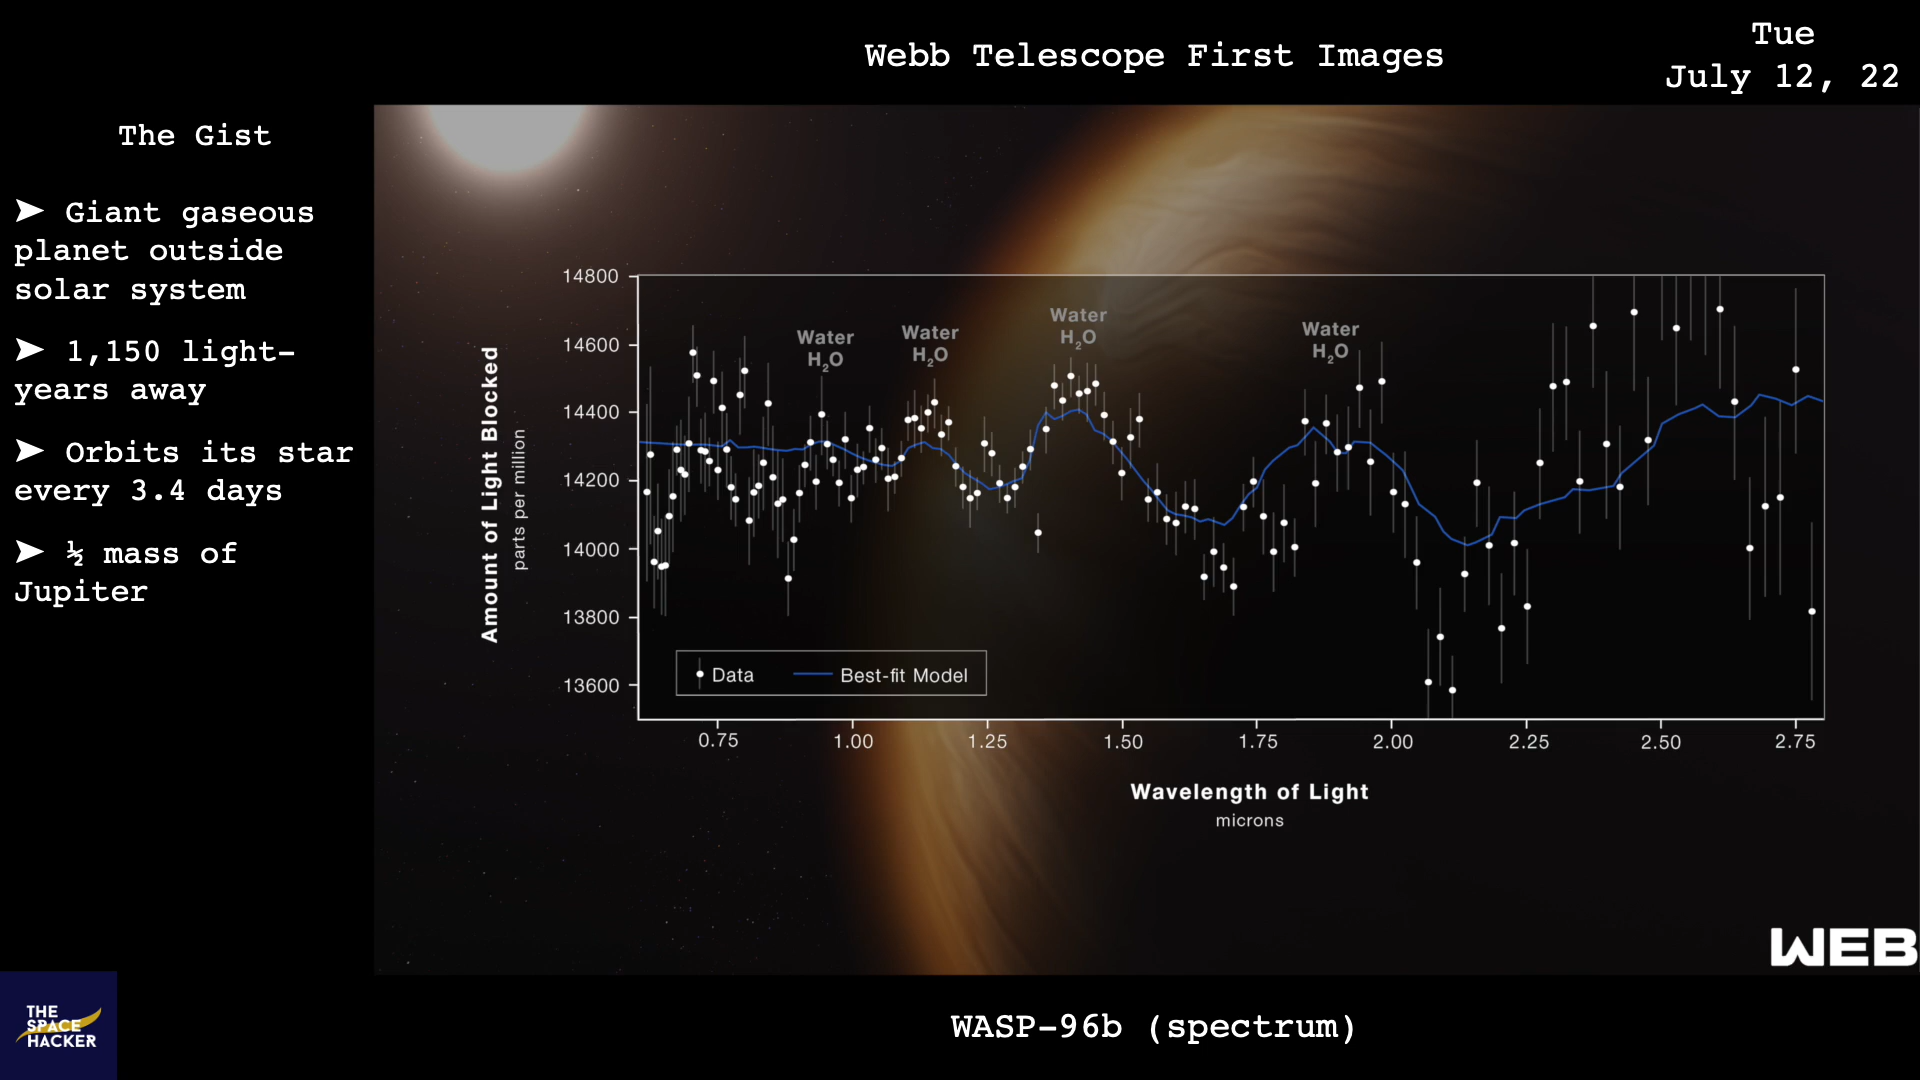 Webb Telescope First Images
Tue
July 12, 22
The Gist
➤ Giant gaseous
planet outside
solar system
➤ 1,150 light-
years away
➤ Orbits its star
every 3.4 days
➤ ½ mass of
Jupiter
Amount of Light Blocked
parts per million
14800
14600
14400
14200
14000
13800
13600
Water
H₂O
Water
H₂O
Water
H₂O
Water
H₂O
Data
Best-fit Model
0.75 1.00 1.25 1.50 1.75 2.00 2.25 2.50 2.75
Wavelength of Light
microns
WEB
THE
SPACE
HACKER
WASP-96b (spectrum)